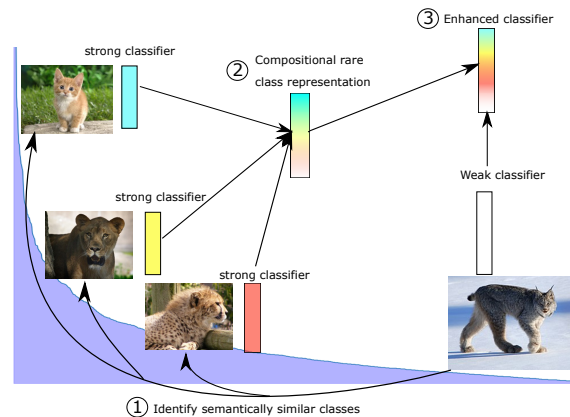 ③ Enhanced classifier
strong classifier
② Compositional rare
class representation
Weak classifier
strong classifier
strong classifier
① Identify semantically similar classes